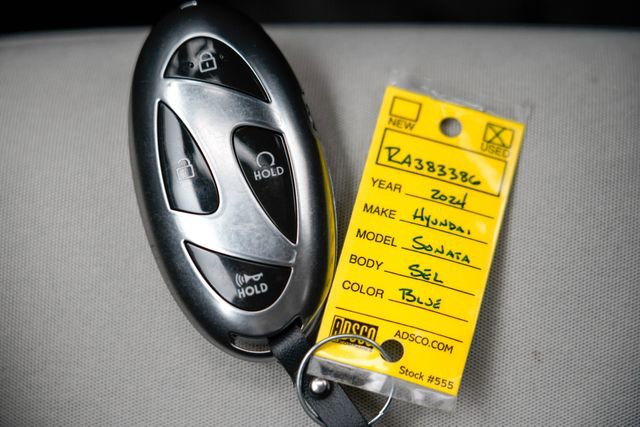 HOLD
HOLD
NEW
USED
RA383386
YEAR 2024
MAKE HYUNDAI
MODEL SONATA
BODY SEL
COLOR BLUE
ADSCO
ADSCO.COM
Stock #555